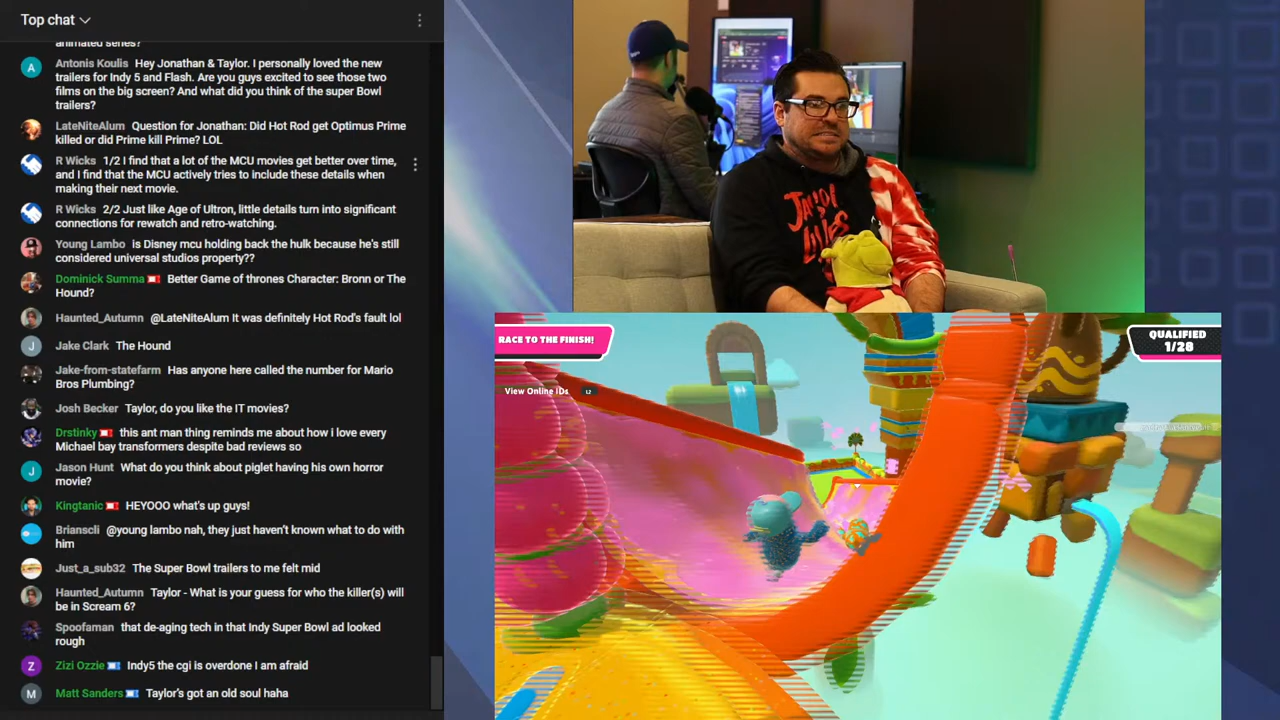 Top chat
animated series?
A Antonis Koulis Hey Jonathan & Taylor. I personally loved the new
trailers for Indy 5 and Flash. Are you guys excited to see those two
films on the big screen? And what did you think of the super Bowl
trailers?
LateNiteAlum Question for Jonathan: Did Hot Rod get Optimus Prime
killed or did Prime kill Prime? LOL
R Wicks 1/2 I find that a lot of the MCU movies get better over time,
and I find that the MCU actively tries to include these details when
making their next movie.
R Wicks 2/2 Just like Age of Ultron, little details turn into significant
connections for rewatch and retro-watching.
Young Lambo is Disney mcu holding back the hulk because he's still
considered universal studios property??
Dominick Summa Better Game of thrones Character: Bronn or The
Hound?
Haunted_Autumn @LateNiteAlum It was definitely Hot Rod's fault lol
J Jake Clark The Hound
Jake-from-statefarm Has anyone here called the number for Mario
Bros Plumbing?
Josh Becker Taylor, do you like the IT movies?
Drstinky this ant man thing reminds me about how i love every
Michael bay transformers despite bad reviews so
J Jason Hunt What do you think about piglet having his own horror
movie?
Kingtanic HEYOOO what's up guys!
Brianscli @young lambo nah, they just haven't known what to do with
him
Just_a_sub32 The Super Bowl trailers to me felt mid
Haunted_Autumn Taylor - What is your guess for who the killer(s) will
be in Scream 6?
Spoofaman that de-aging tech in that Indy Super Bowl ad looked
rough
Z Zizi Ozzie Indy5 the cgi is overdone I am afraid
M Matt Sanders Taylor's got an old soul haha
JASON
LIVES
RACE TO THE FINISH!
QUALIFIED
1/28
View Online IDs L2